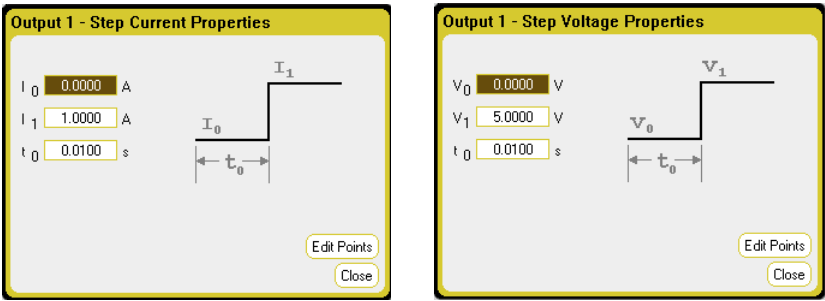 Output 1 - Step Current Properties
I 0 0.0000 A
I 1 1.0000 A
t 0 0.0100 s
I1
I0
t0
Edit Points
Close
Output 1 - Step Voltage Properties
V0 0.0000 V
V1 5.0000 V
t 0 0.0100 s
V1
V0
t0
Edit Points
Close